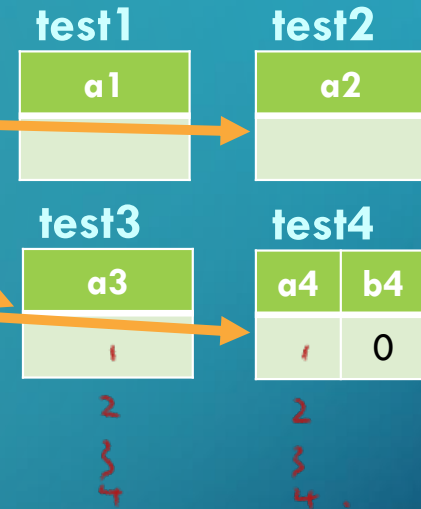 test1 test2
a1 a2
test3 test4
a3 a4 b4
1 1 0
2 2
3 3
4 4